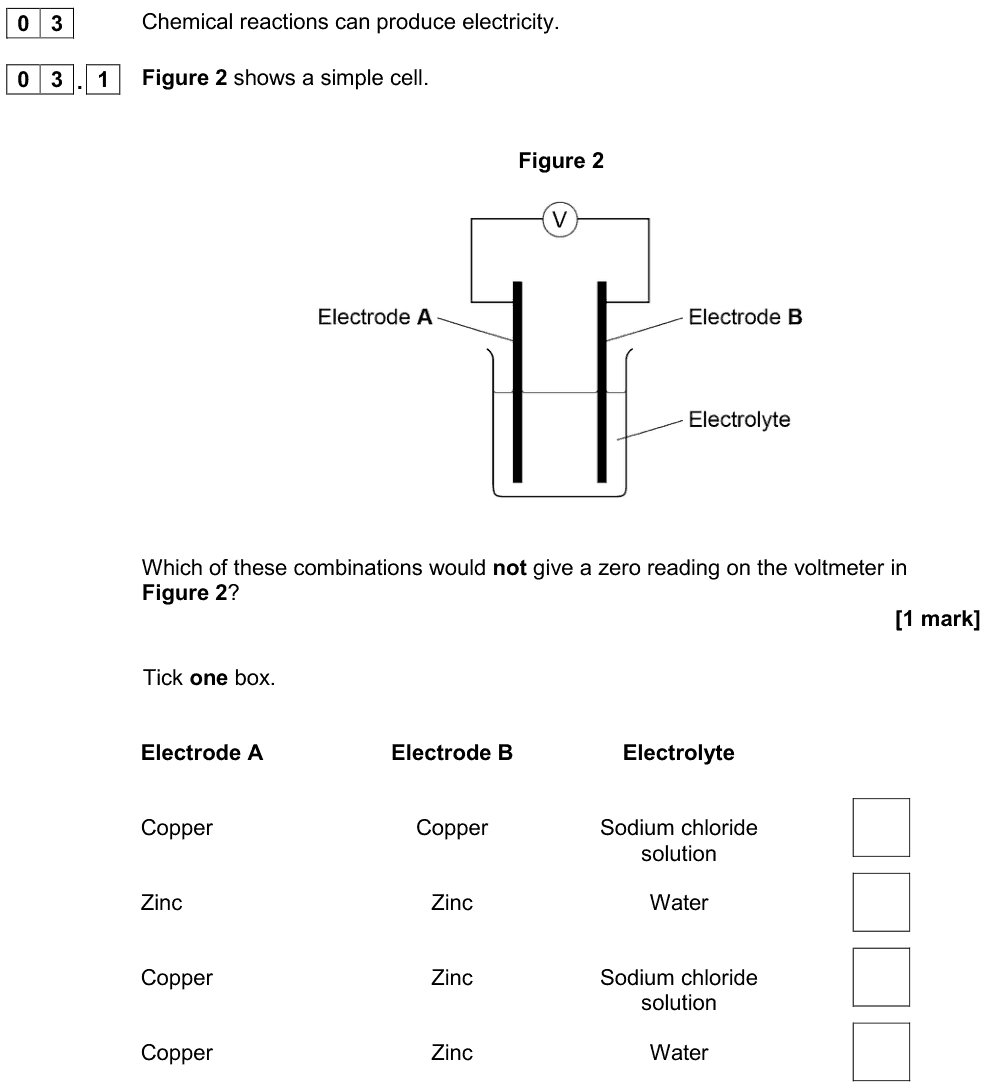 0 3 Chemical reactions can produce electricity.
0 3 . 1 Figure 2 shows a simple cell.
Figure 2
V
Electrode A
Electrode B
Electrolyte
Which of these combinations would not give a zero reading on the voltmeter in
Figure 2?
[1 mark]
Tick one box.
Electrode A Electrode B Electrolyte
Copper Copper Sodium chloride
solution
Zinc Zinc Water
Copper Zinc Sodium chloride
solution
Copper Zinc Water